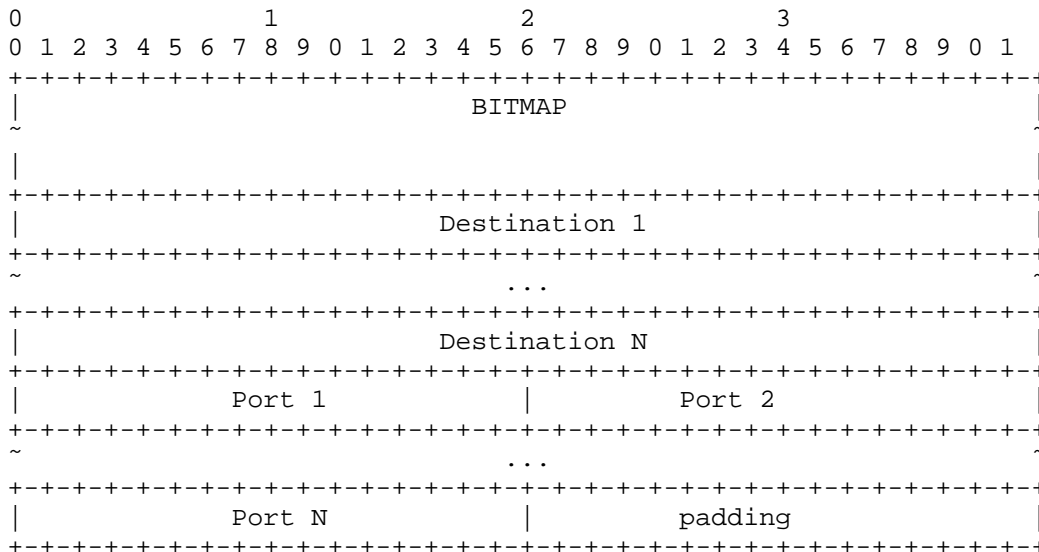 0                   1                   2                   3
0 1 2 3 4 5 6 7 8 9 0 1 2 3 4 5 6 7 8 9 0 1 2 3 4 5 6 7 8 9 0 1
+-+-+-+-+-+-+-+-+-+-+-+-+-+-+-+-+-+-+-+-+-+-+-+-+-+-+-+-+-+-+-+-+
|                            BITMAP                             |
~                                                               ~
|                                                               |
+-+-+-+-+-+-+-+-+-+-+-+-+-+-+-+-+-+-+-+-+-+-+-+-+-+-+-+-+-+-+-+-+
|                          Destination 1                        |
+-+-+-+-+-+-+-+-+-+-+-+-+-+-+-+-+-+-+-+-+-+-+-+-+-+-+-+-+-+-+-+-+
~                              ...                              ~
+-+-+-+-+-+-+-+-+-+-+-+-+-+-+-+-+-+-+-+-+-+-+-+-+-+-+-+-+-+-+-+-+
|                          Destination N                        |
+-+-+-+-+-+-+-+-+-+-+-+-+-+-+-+-+-+-+-+-+-+-+-+-+-+-+-+-+-+-+-+-+
|             Port 1            |         Port 2                |
+-+-+-+-+-+-+-+-+-+-+-+-+-+-+-+-+-+-+-+-+-+-+-+-+-+-+-+-+-+-+-+-+
~                              ...                              ~
+-+-+-+-+-+-+-+-+-+-+-+-+-+-+-+-+-+-+-+-+-+-+-+-+-+-+-+-+-+-+-+-+
|             Port N            |         padding               |
+-+-+-+-+-+-+-+-+-+-+-+-+-+-+-+-+-+-+-+-+-+-+-+-+-+-+-+-+-+-+-+-+